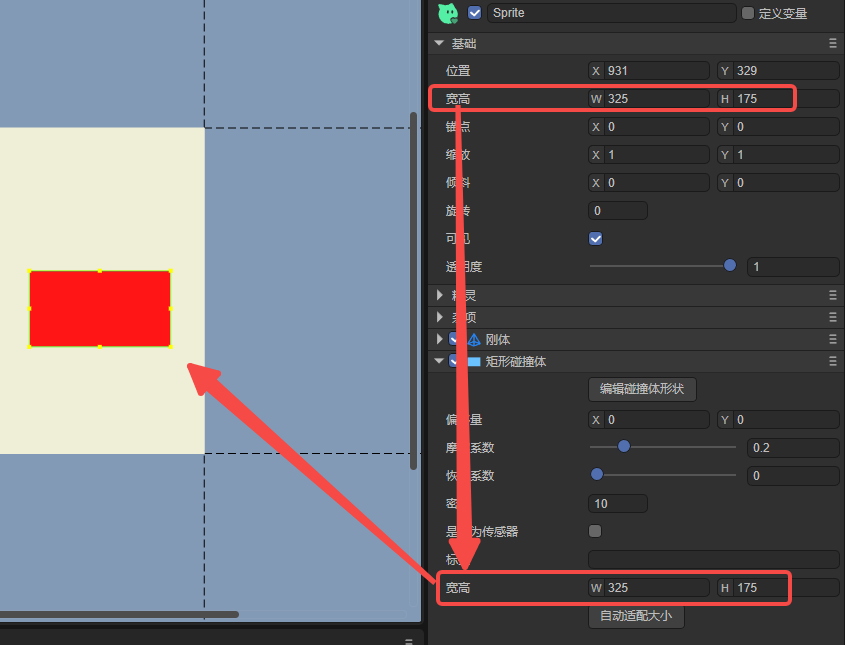 Sprite 定义变量
基础
位置 X 931 Y 329
宽高 W 325 H 175
锚点 X 0 Y 0
缩放 X 1 Y 1
倾斜 X 0 Y 0
旋转 0
可见
透明度 1
精灵
杂项
刚体
矩形碰撞体
编辑碰撞体形状
偏移量 X 0 Y 0
摩擦系数 0.2
恢复系数 0
密度 10
是否为传感器
标签
宽高 W 325 H 175
自动适配大小